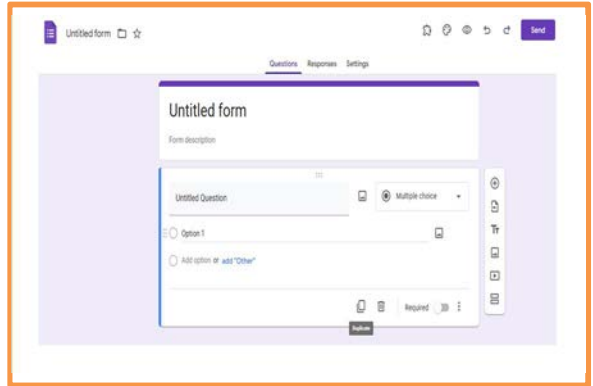 Untitled form
Send
Questions Responses Settings
Untitled form
Form description
Untitled Question
Multiple choice
Option 1
Add option or add "Other"
Tт
Required
Replicate